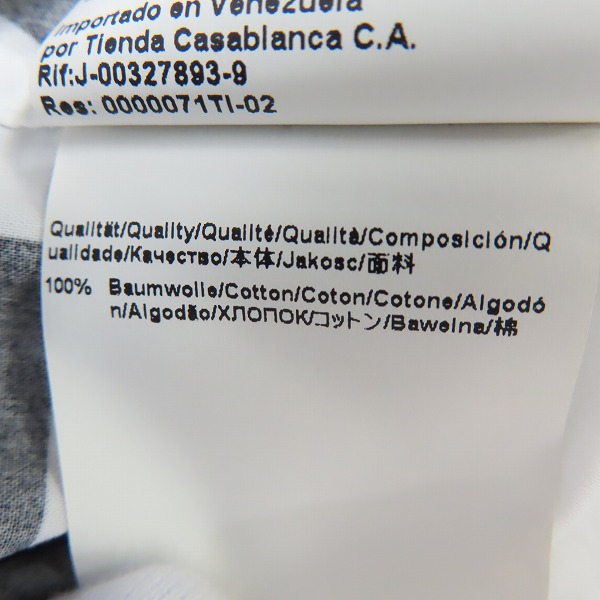 Importado en Venezuela
por Tienda Casablanca C.A.
Rif:J-00327893-9
Res: 0000071TI-02
Qualität/Quality/Qualité/Qualità/Composición/Q
ualidade/Качество/本体/Jakosc/面料
100% Baumwolle/Cotton/Coton/Cotone/Algodó
n/Algodão/ХЛОПОК/コットン/Bawelna/棉